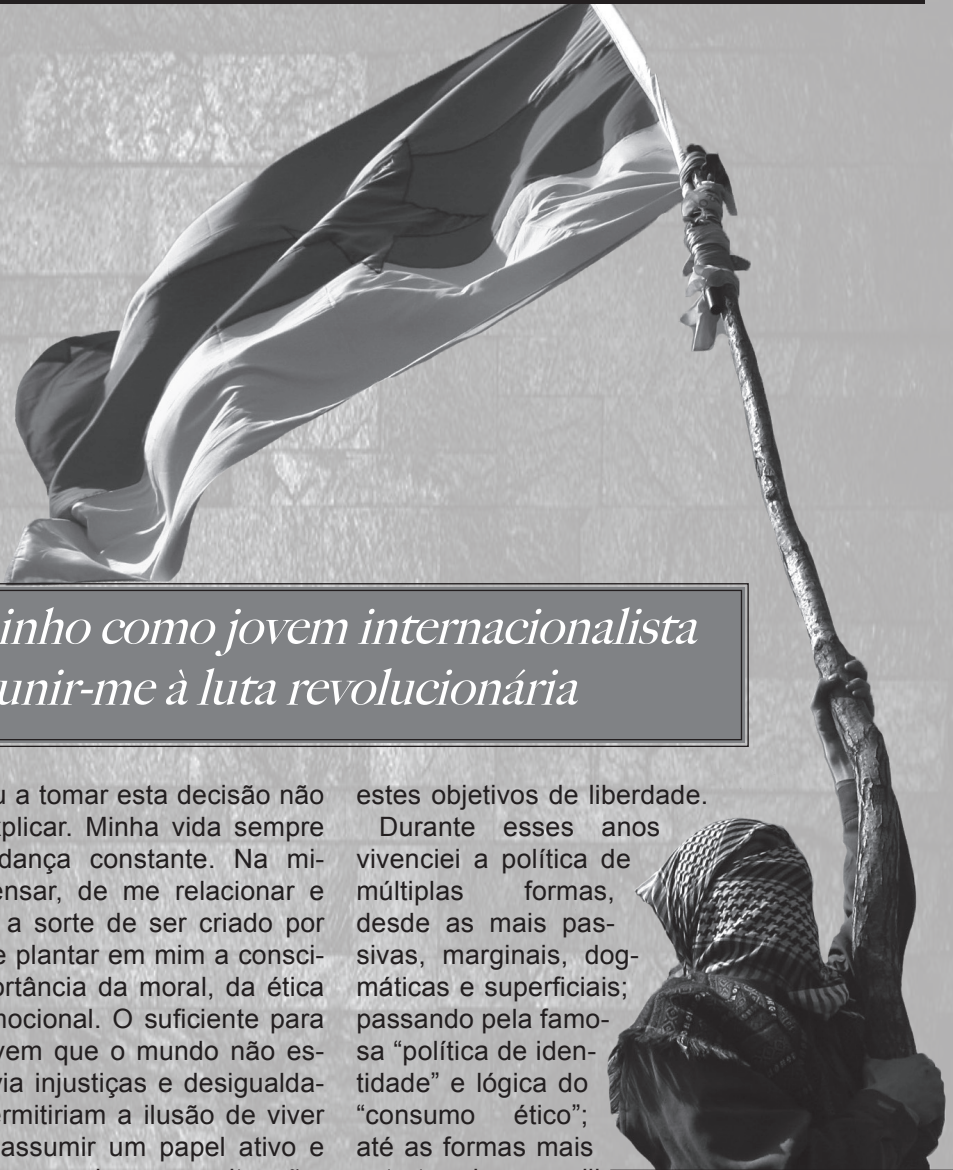 inho como jovem internacionalista
unir-me à luta revolucionária
u a tomar esta decisão não
xplicar. Minha vida sempre
dança constante. Na mi-
ensar, de me relacionar e
a sorte de ser criado por
e plantar em mim a consci-
ortância da moral, da ética
mocional. O suficiente para
vem que o mundo não es-
via injustiças e desigualda-
ermitiriam a ilusão de viver
assumir um papel ativo e
estes objetivos de liberdade.
Durante esses anos
vivenciei a política de
múltiplas formas,
desde as mais pas-
sivas, marginais, dog-
máticas e superficiais;
passando pela famo-
sa “política de iden-
tidade” e lógica do
“consumo ético”;
até as formas mais